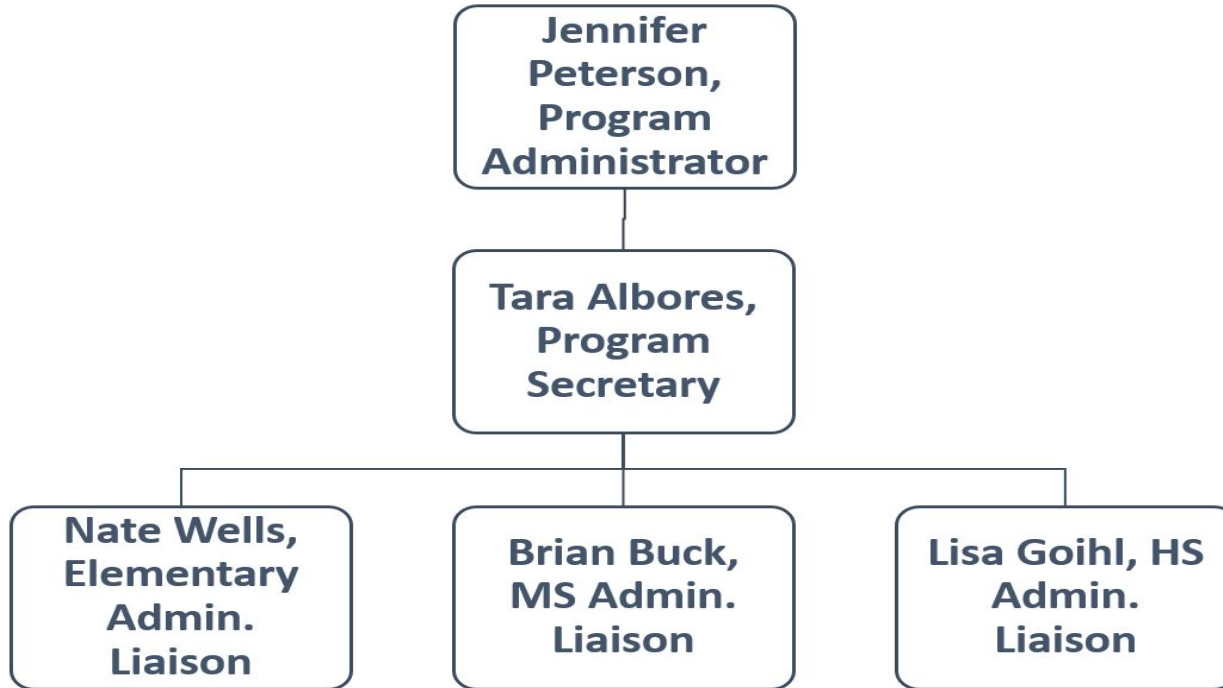 Jennifer
Peterson,
Program
Administrator
Tara Albores,
Program
Secretary
Nate Wells,
Elementary
Admin.
Liaison
Brian Buck,
MS Admin.
Liaison
Lisa Goihl, HS
Admin.
Liaison